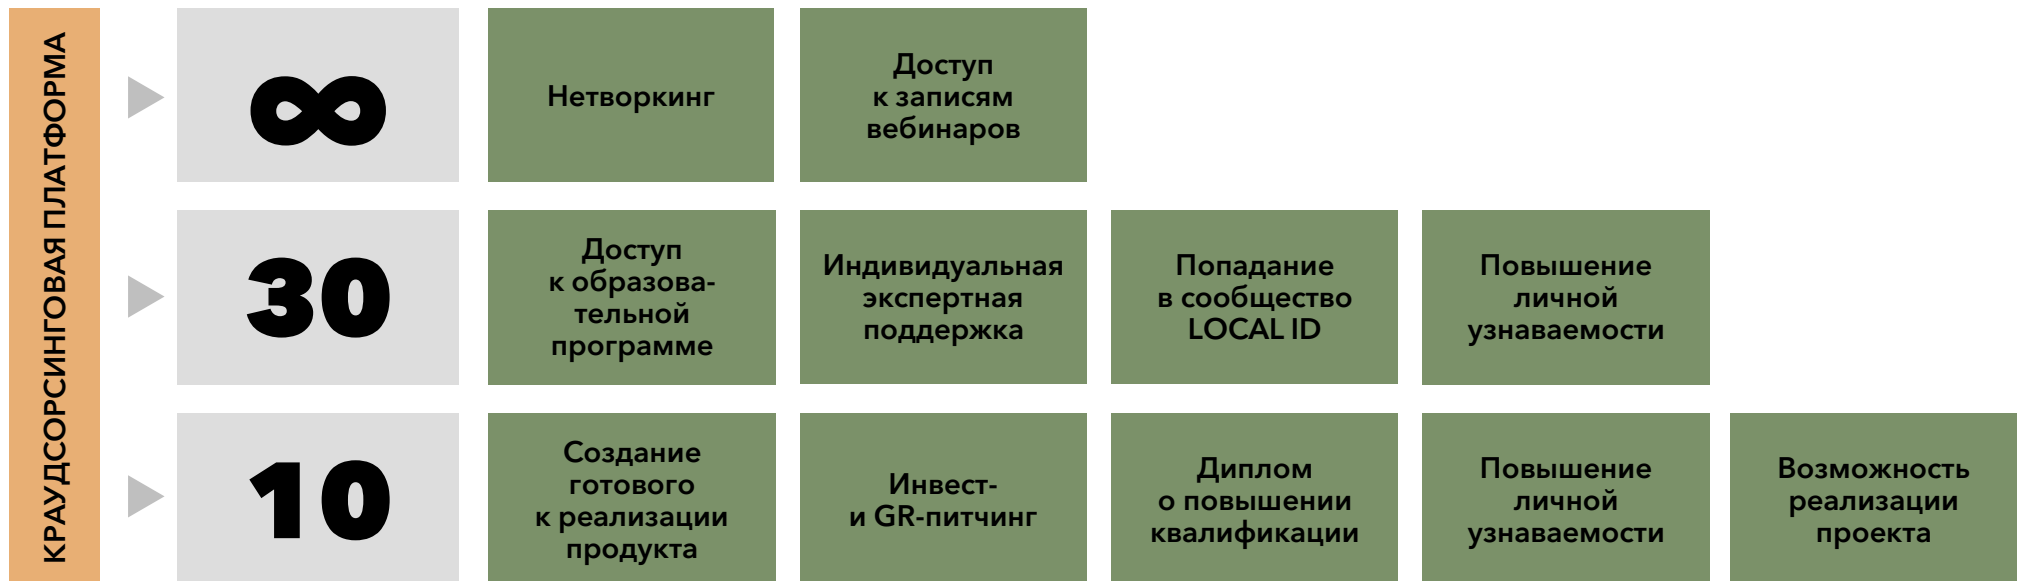 КРАУДСОРСИНГОВАЯ ПЛАТФОРМА
∞
Нетворкинг
Доступ
к записям
вебинаров
30
Доступ
к образова-
тельной
программе
Индивидуальная
экспертная
поддержка
Попадание
в сообщество
LOCAL ID
Повышение
личной
узнаваемости
10
Создание
готового
к реализации
продукта
Инвест-
и GR-питчинг
Диплом
о повышении
квалификации
Повышение
личной
узнаваемости
Возможность
реализации
проекта